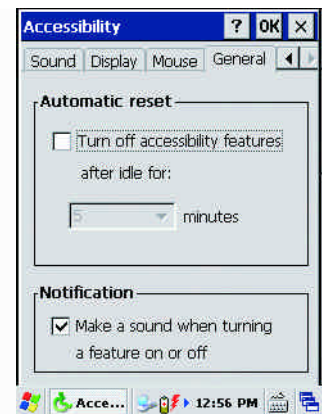 Accessibility ? OK ×
Sound Display Mouse General
Automatic reset
Turn off accessibility features
after idle for:
5 minutes
Notification
Make a sound when turning
a feature on or off
Acce... 12:56 PM